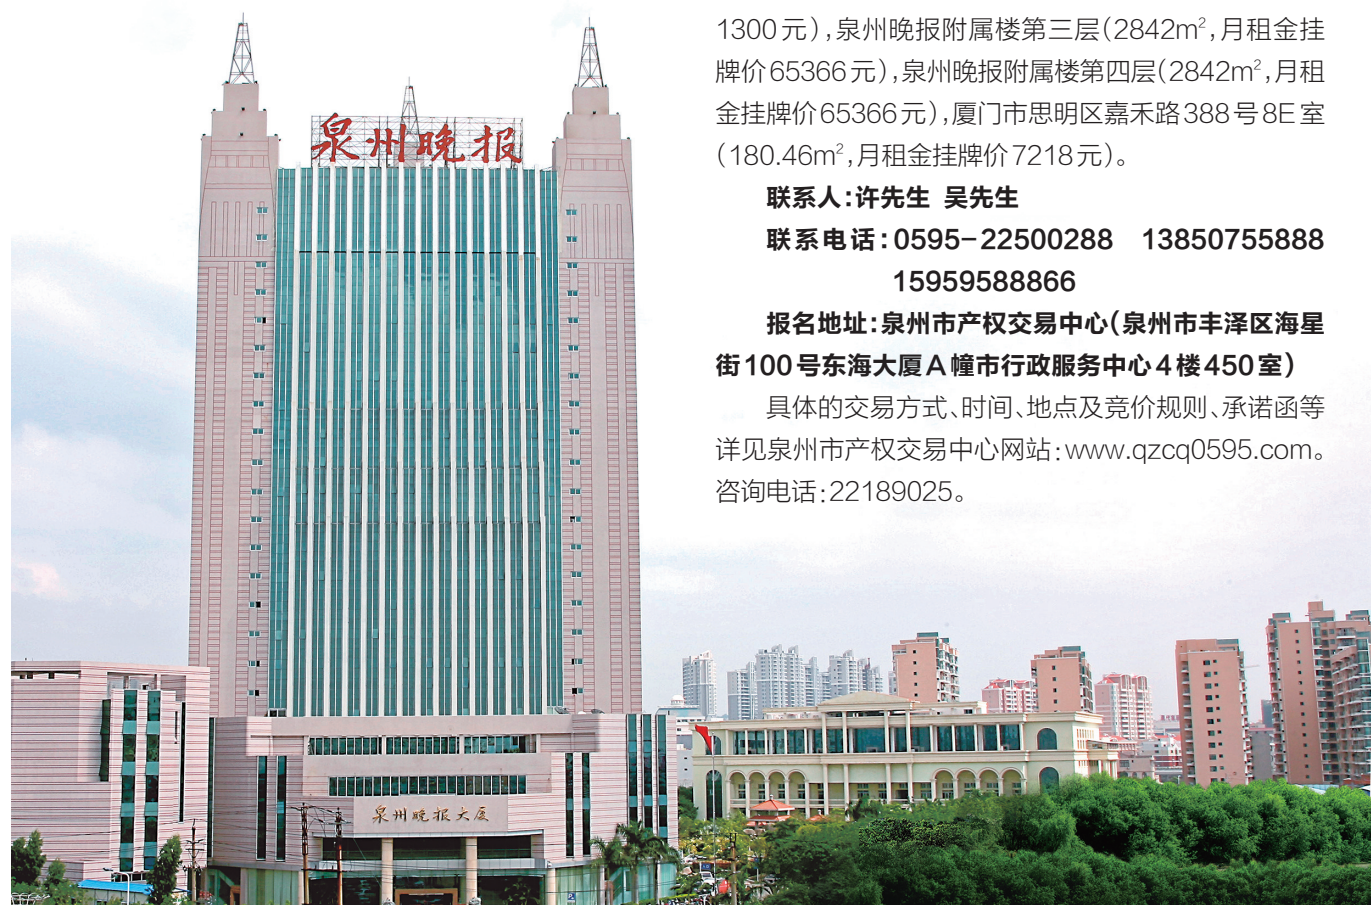 泉州晚报
泉州晚报大厦
1300元），泉州晚报附属楼第三层（2842m²，月租金挂
牌价65366元），泉州晚报附属楼第四层（2842m²，月租
金挂牌价65366元），厦门市思明区嘉禾路388号8E室
（180.46m²，月租金挂牌价7218元）。
联系人：许先生 吴先生
联系电话：0595-22500288 13850755888
15959588866
报名地址：泉州市产权交易中心（泉州市丰泽区海星
街100号东海大厦A幢市行政服务中心4楼450室）
具体的交易方式、时间、地点及竞价规则、承诺函等
详见泉州市产权交易中心网站：www.qzcq0595.com。
咨询电话：22189025。